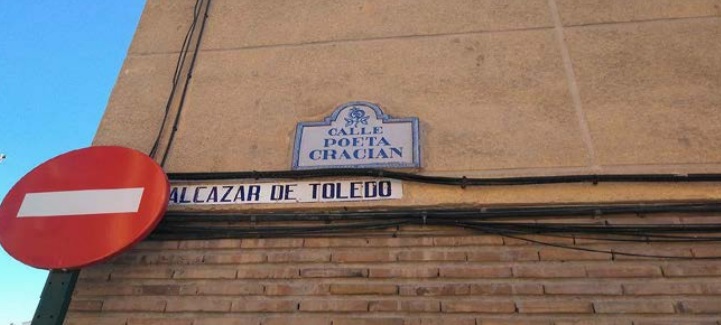 CALLE
POETA
GRACIAN
ALCAZAR DE TOLEDO